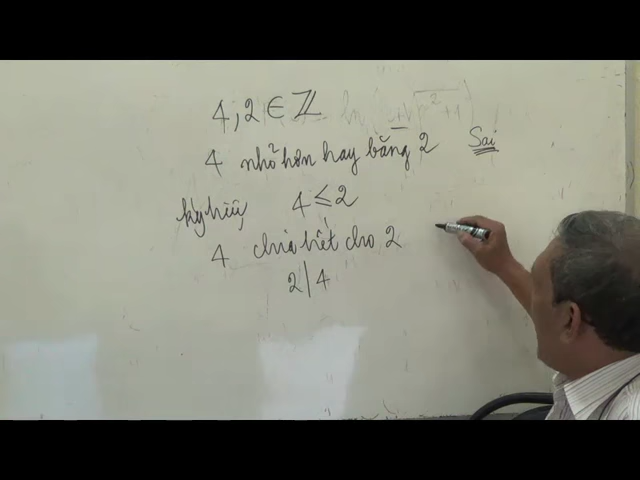 4, 2 ∈ ℤ
4 nhỏ hơn hay bằng 2 Sai
ký hiệu 4 ≤ 2
4 chia hết cho 2
2 | 4